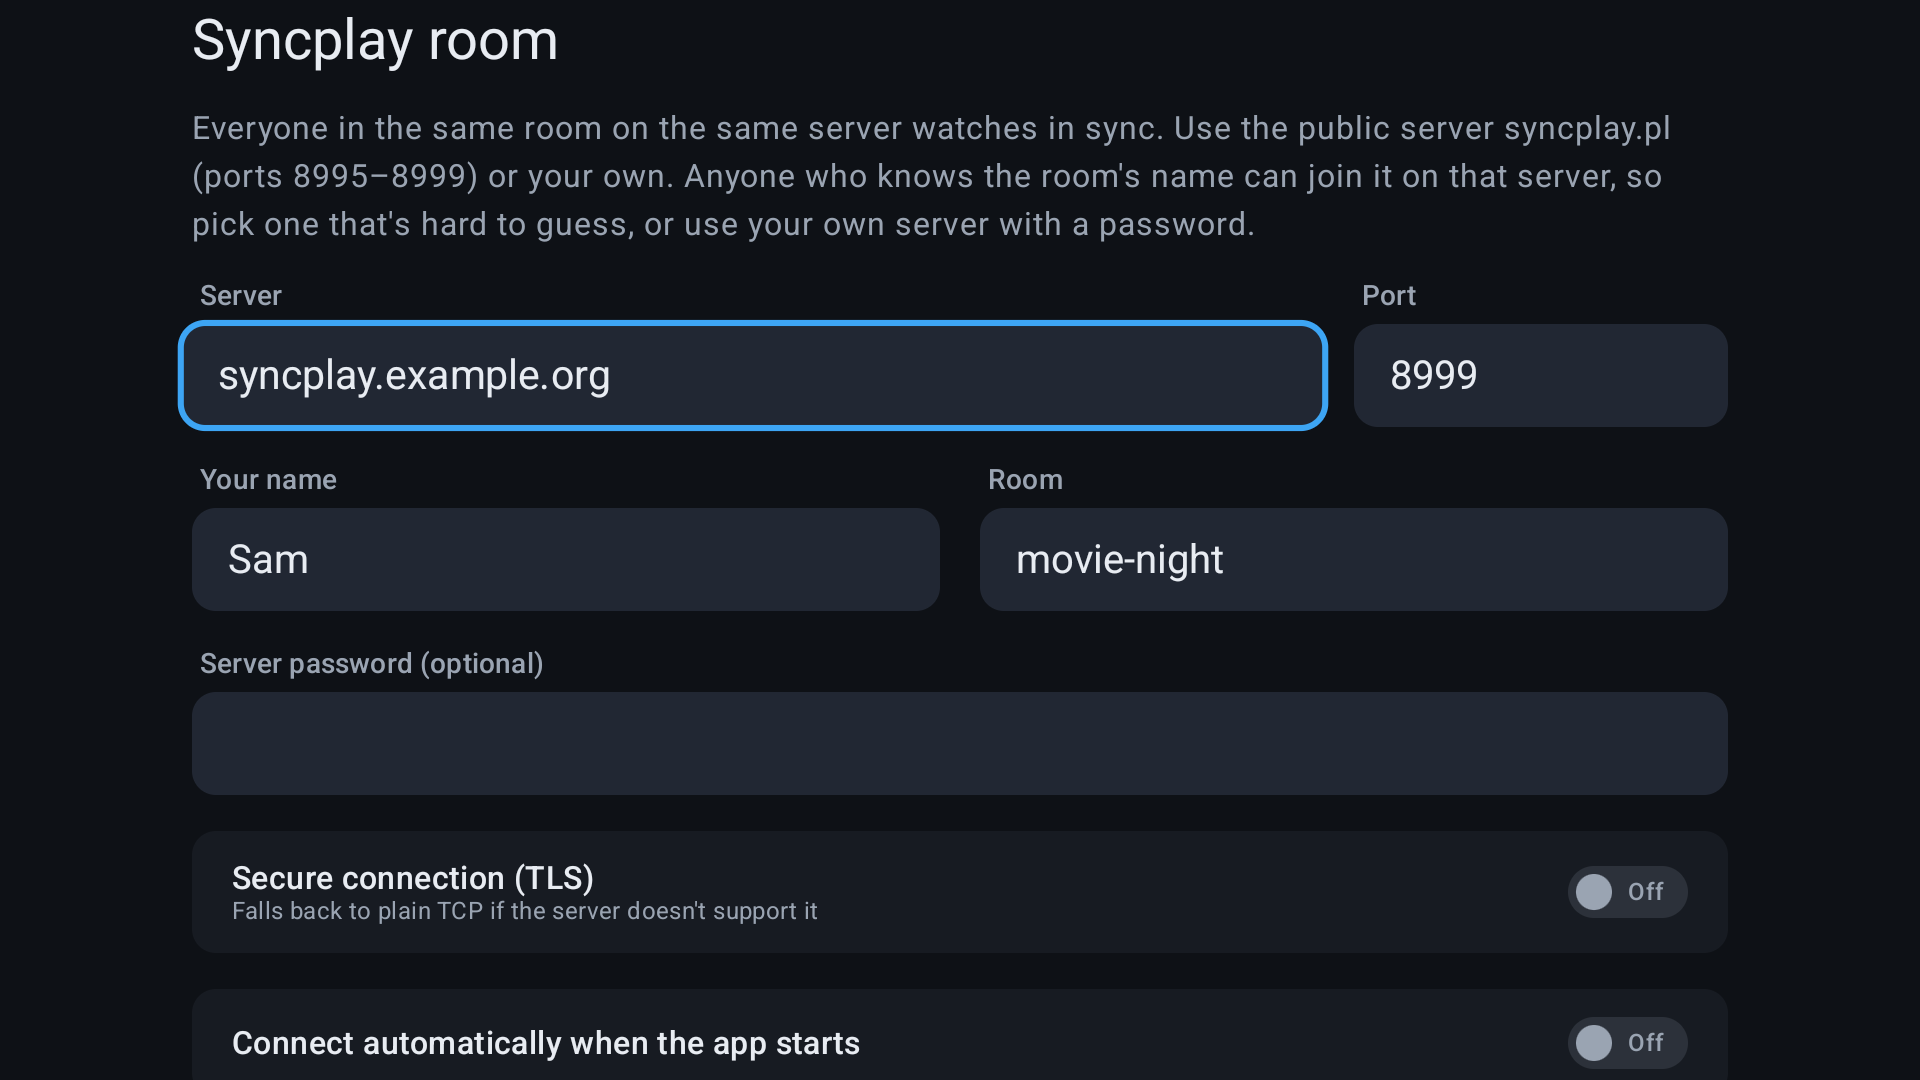 Syncplay room
Everyone in the same room on the same server watches in sync. Use the public server syncplay.pl
(ports 8995–8999) or your own. Anyone who knows the room's name can join it on that server, so
pick one that's hard to guess, or use your own server with a password.
Server
Port
syncplay.example.org
8999
Your name
Room
Sam
movie-night
Server password (optional)
Secure connection (TLS)
Falls back to plain TCP if the server doesn't support it
Off
Connect automatically when the app starts
Off